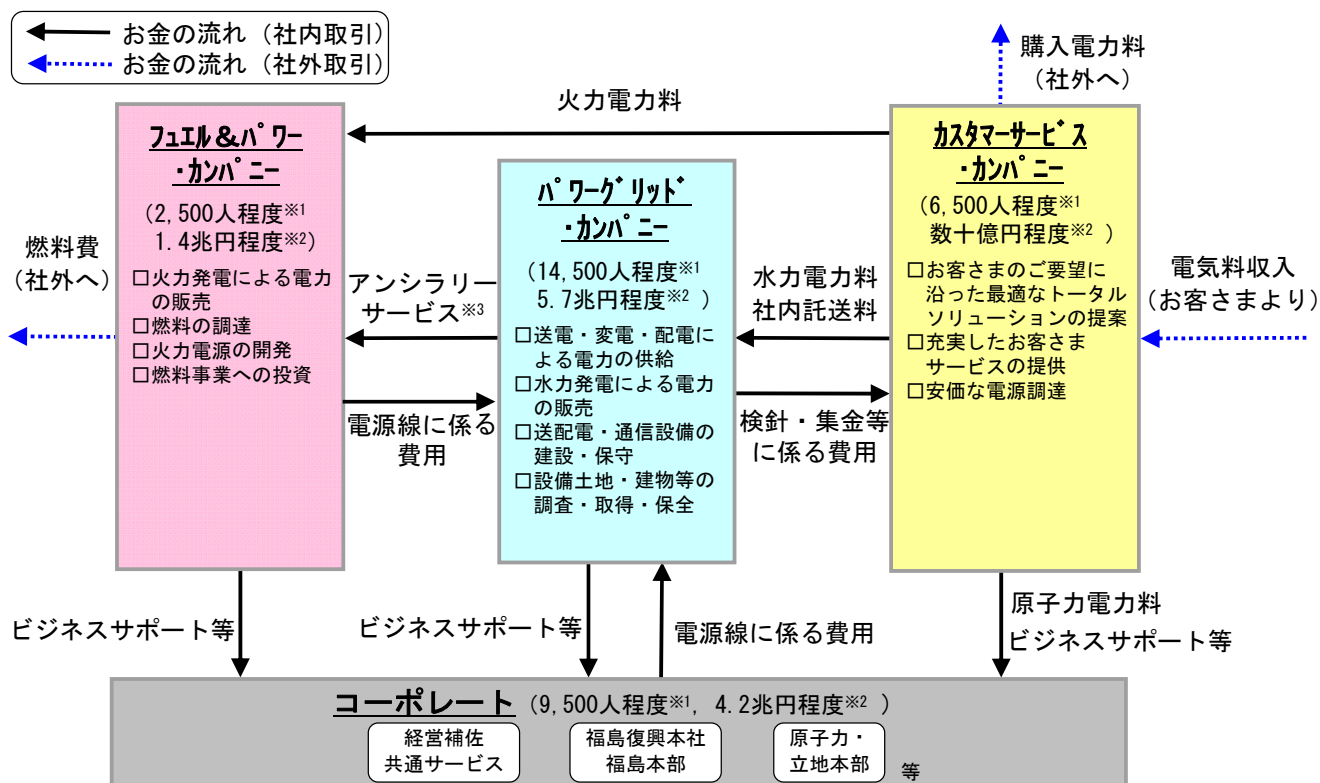 お金の流れ（社内取引）
お金の流れ（社外取引）
購入電力料
（社外へ）
火力電力料
フュエル＆パワー
・カンパニー
（2,500人程度※1
1.4兆円程度※2）
□火力発電による電力
の販売
□燃料の調達
□火力電源の開発
□燃料事業への投資
燃料費
（社外へ）
アンシラリー
サービス※3
電源線に係る
費用
パワーグリッド
・カンパニー
（14,500人程度※1
5.7兆円程度※2 ）
□送電・変電・配電に
よる電力の供給
□水力発電による電力
の販売
□送配電・通信設備の
建設・保守
□設備土地・建物等の
調査・取得・保全
水力電力料
社内託送料
検針・集金等
に係る費用
カスタマーサービス
・カンパニー
（6,500人程度※1
数十億円程度※2 ）
□お客さまのご要望に
沿った最適なトータル
ソリューションの提案
□充実したお客さま
サービスの提供
□安価な電源調達
電気料収入
（お客さまより）
ビジネスサポート等
ビジネスサポート等
電源線に係る費用
原子力電力料
ビジネスサポート等
コーポレート（9,500人程度※1, 4.2兆円程度※2 ）
経営補佐
共通サービス
福島復興本社
福島本部
原子力・
立地本部
等